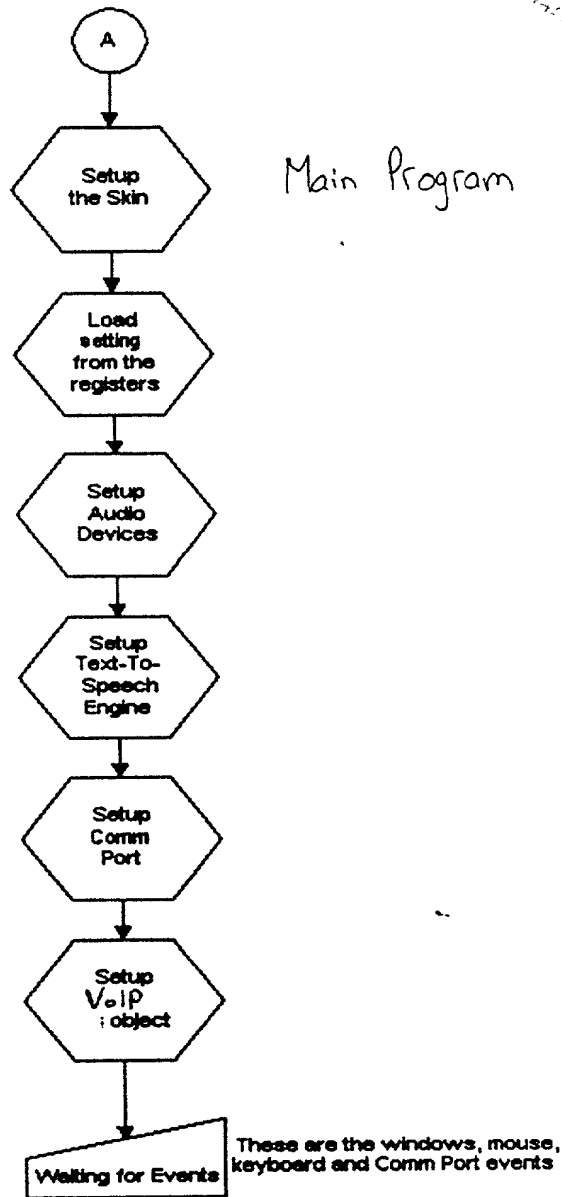 A
Setup
the Skin
Main Program
Load
setting
from the
registers
Setup
Audio
Devices
Setup
Text-To-
Speech
Engine
Setup
Comm
Port
Setup
VoIP
object
Waiting for Events
These are the windows, mouse,
keyboard and Comm Port events